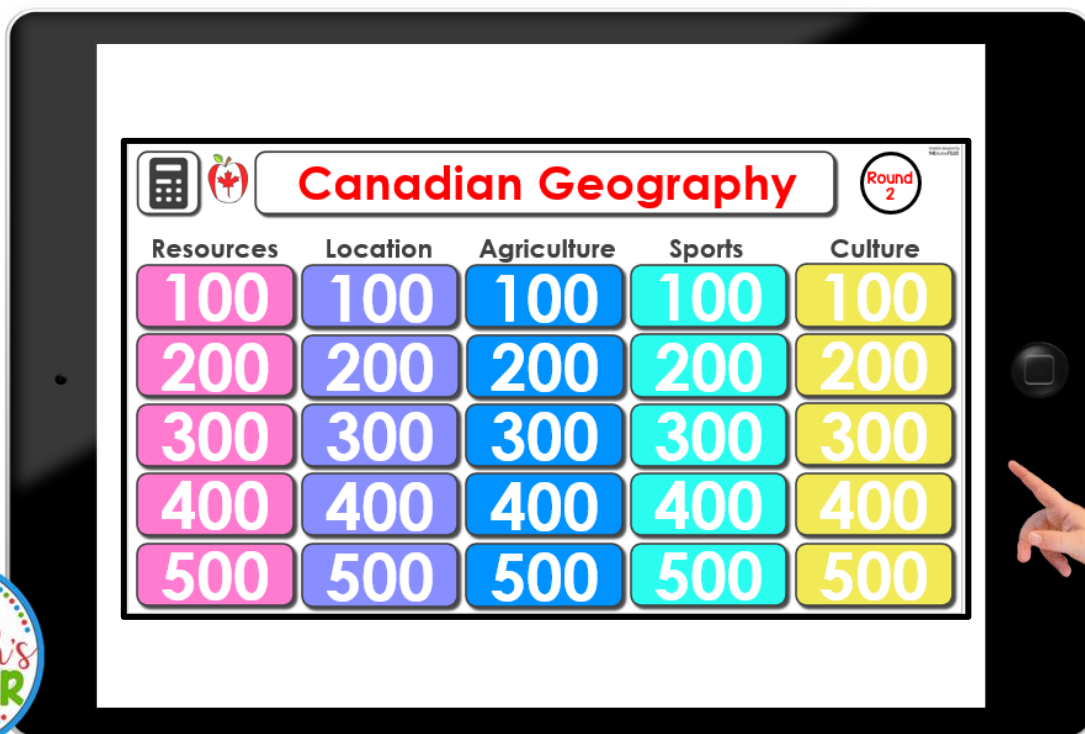 Canadian Geography
Round
2
Resources Location Agriculture Sports Culture
100 100 100 100 100
200 200 200 200 200
300 300 300 300 300
400 400 400 400 400
500 500 500 500 500